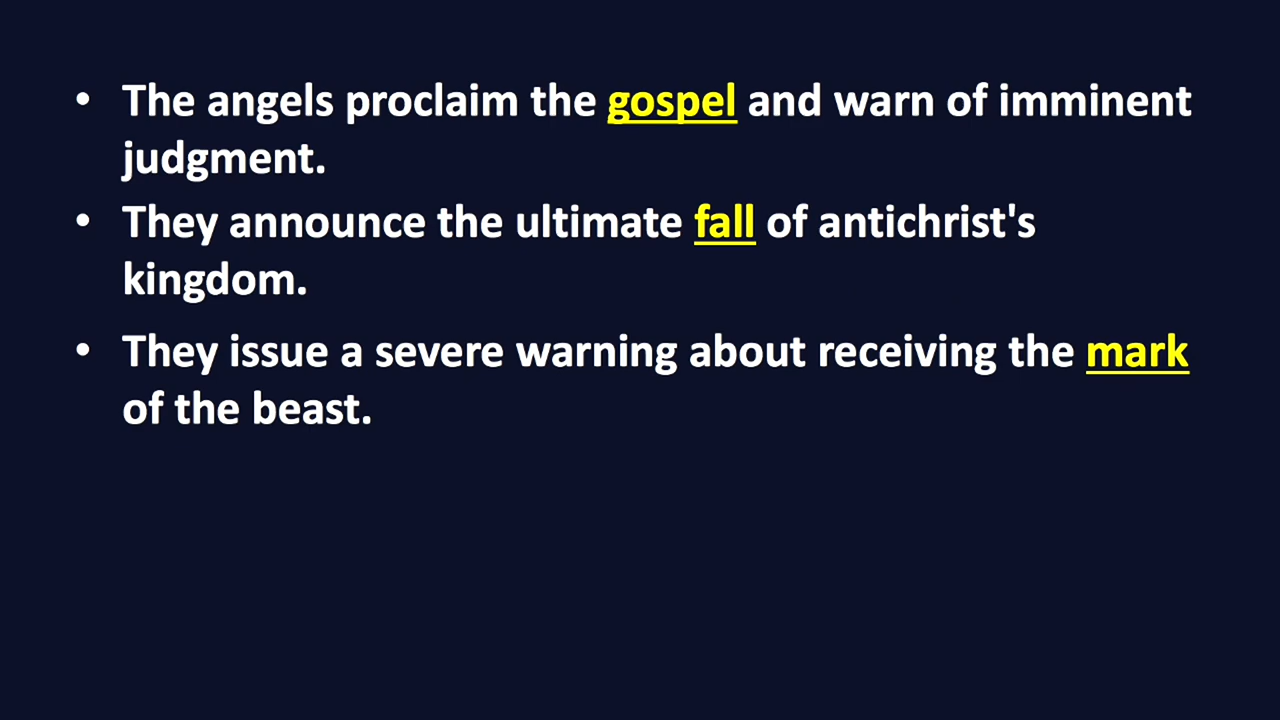 • The angels proclaim the gospel and warn of imminent
judgment.
• They announce the ultimate fall of antichrist's
kingdom.
• They issue a severe warning about receiving the mark
of the beast.